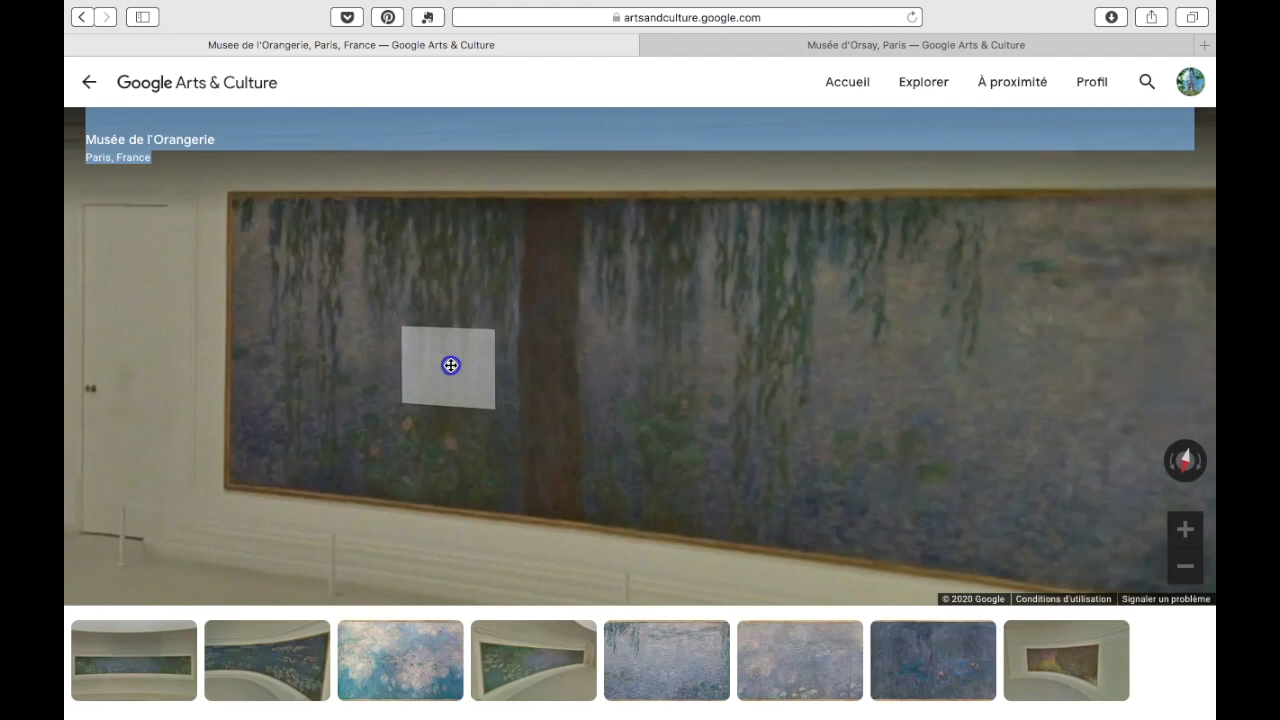 artsandculture.google.com
Musee de l'Orangerie, Paris, France — Google Arts & Culture
Musée d'Orsay, Paris — Google Arts & Culture
Google Arts & Culture
Accueil
Explorer
À proximité
Profil
Musée de l'Orangerie
Paris, France
© 2020 Google
Conditions d'utilisation
Signaler un problème